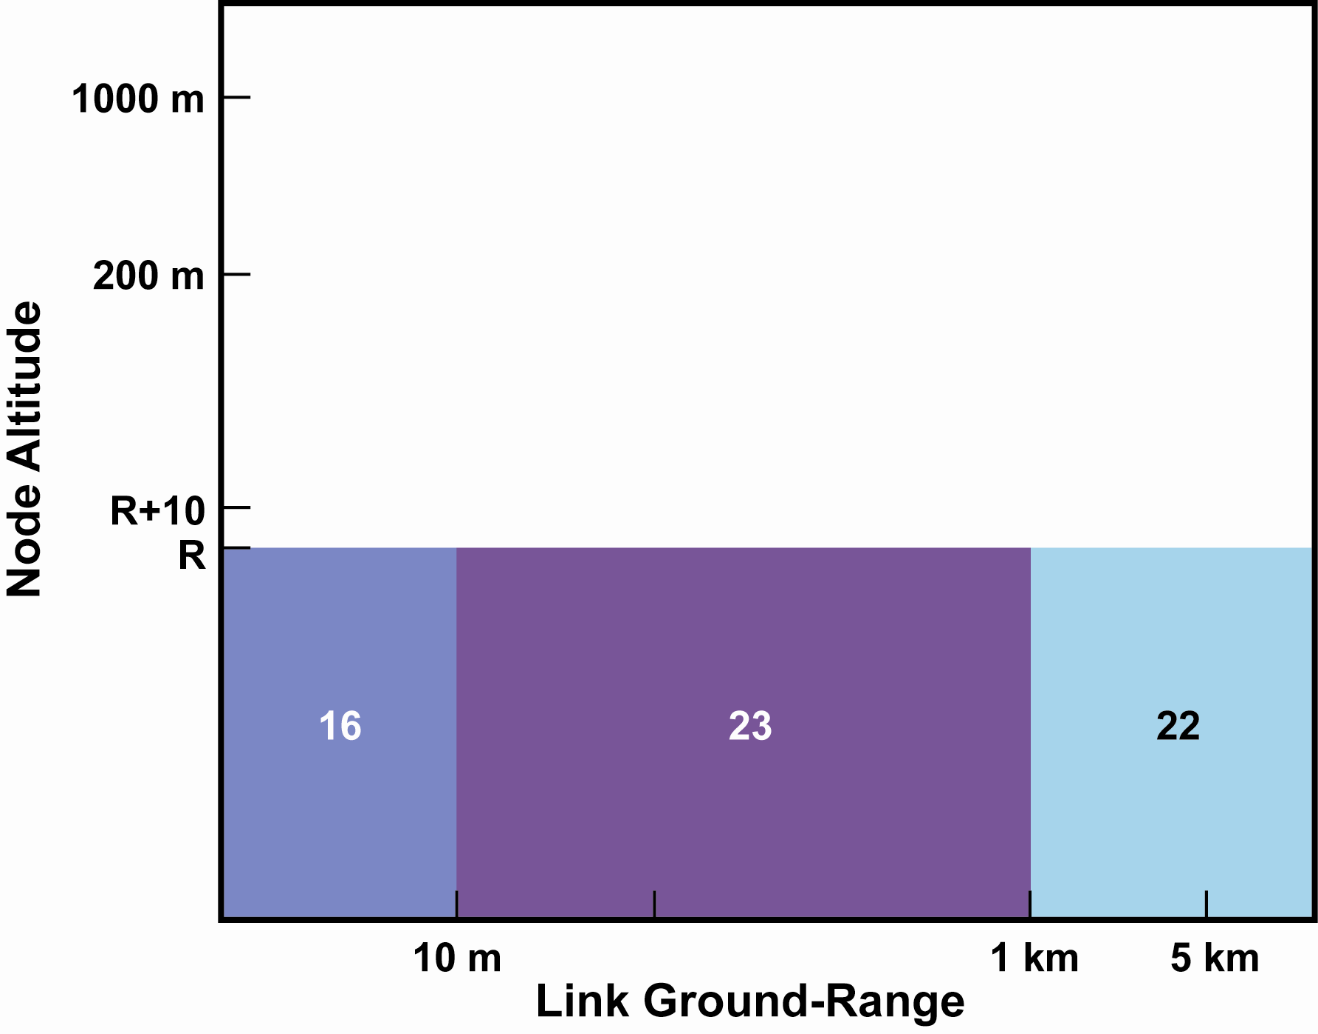 1000 m
200 m
Node Altitude
R+10
R
16
23
22
10 m
1 km
5 km
Link Ground-Range